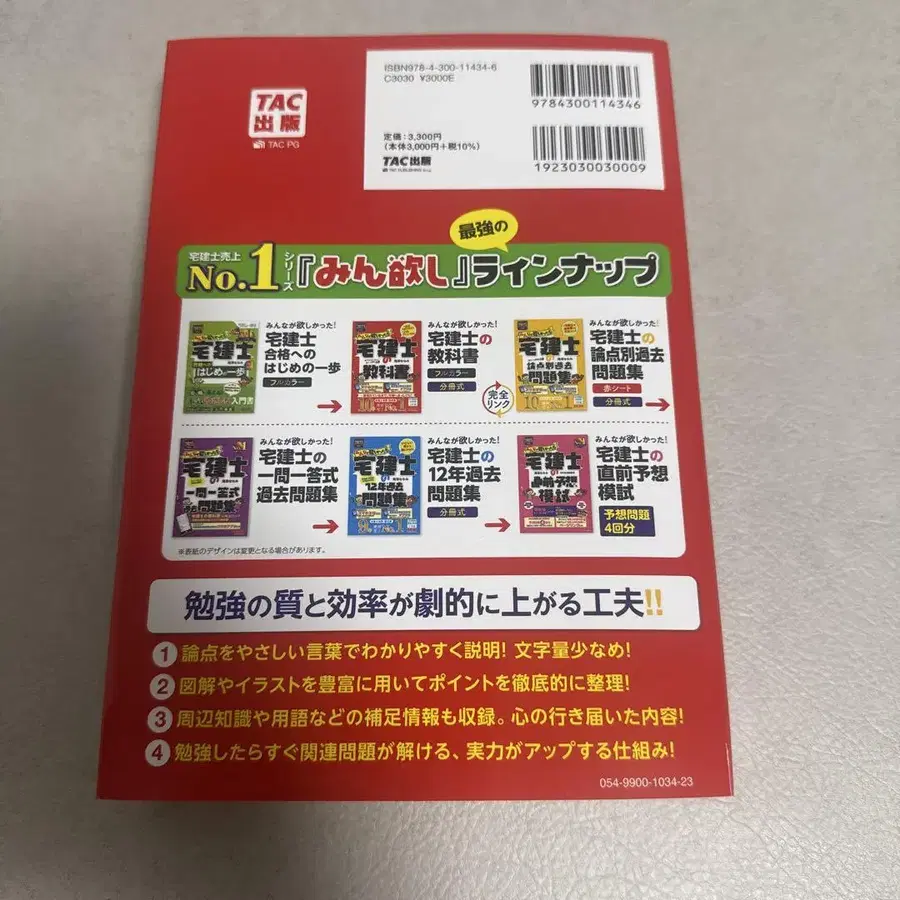 TAC
出版
TAC PG
ISBN978-4-300-11434-6
C3030 ¥3000E
定価：3,300円
（本体3,000円＋税10%）
TAC出版
9784300114346
1923030030009
宅建士売上
No.1
シリーズ
『みん欲し』
最強の
ラインナップ
みんなが欲しかった!
宅建士
合格への
はじめの一歩
フルカラー
みんなが欲しかった!
宅建士の
教科書
フルカラー
分冊式
完全
リンク
みんなが欲しかった!
宅建士の
論点別過去
問題集
赤シート
分冊式
みんなが欲しかった!
宅建士の
一問一答式
過去問題集
みんなが欲しかった!
宅建士の
12年過去
問題集
分冊式
みんなが欲しかった!
宅建士の
直前予想
模試
予想問題
4回分
※表紙のデザインは変更となる場合があります。
勉強の質と効率が劇的に上がる工夫!!
1 論点をやさしい言葉でわかりやすく説明! 文字量少なめ!
2 図解やイラストを豊富に用いてポイントを徹底的に整理!
3 周辺知識や用語などの補足情報も収録。心の行き届いた内容!
4 勉強したらすぐ関連問題が解ける、実力がアップする仕組み!
054-9900-1034-23